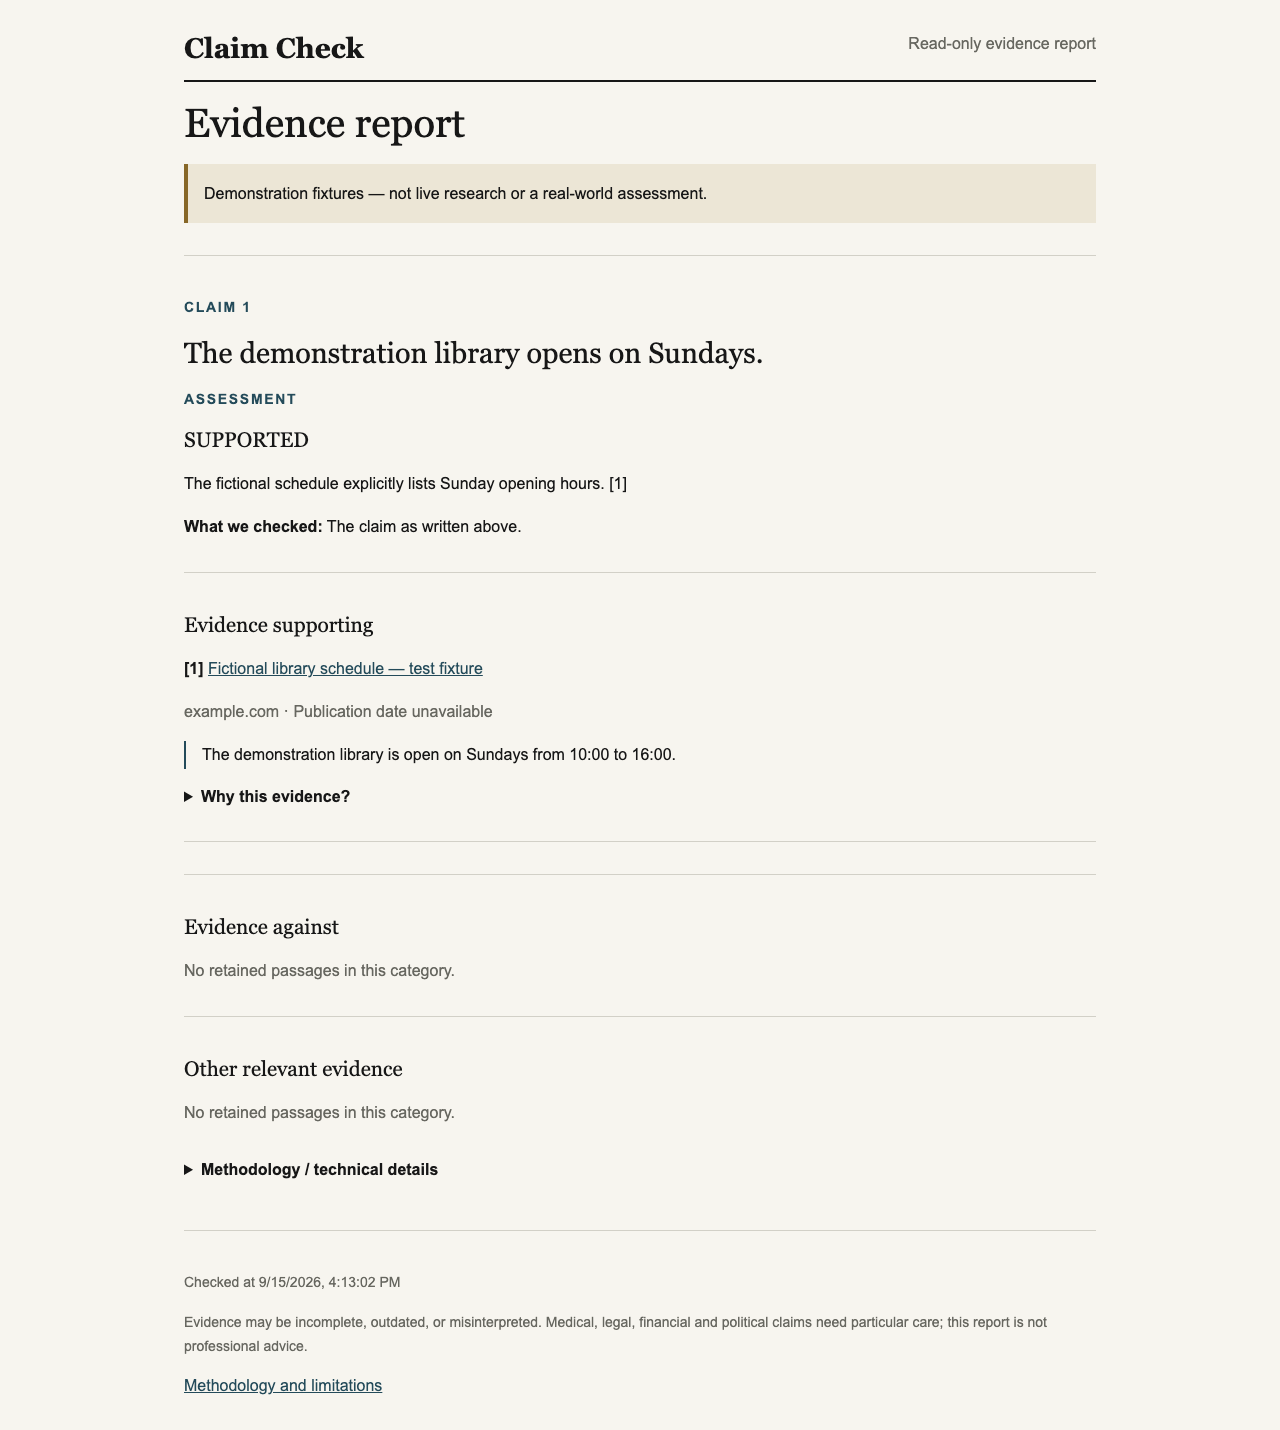 Claim Check
Read-only evidence report
Evidence report
Demonstration fixtures — not live research or a real-world assessment.
CLAIM 1
The demonstration library opens on Sundays.
ASSESSMENT
SUPPORTED
The fictional schedule explicitly lists Sunday opening hours. [1]
What we checked: The claim as written above.
Evidence supporting
[1] Fictional library schedule — test fixture
example.com · Publication date unavailable
The demonstration library is open on Sundays from 10:00 to 16:00.
Why this evidence?
Evidence against
No retained passages in this category.
Other relevant evidence
No retained passages in this category.
Methodology / technical details
Checked at 9/15/2026, 4:13:02 PM
Evidence may be incomplete, outdated, or misinterpreted. Medical, legal, financial and political claims need particular care; this report is not
professional advice.
Methodology and limitations